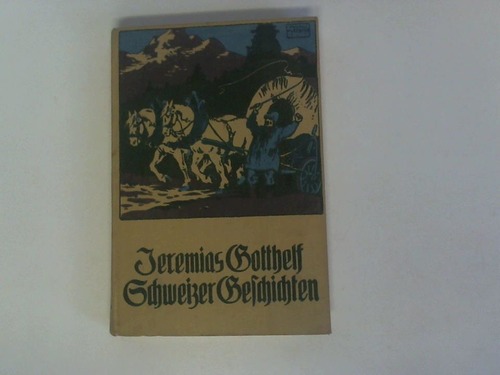 Jeremias Gotthelf
Schweizer Geschichten